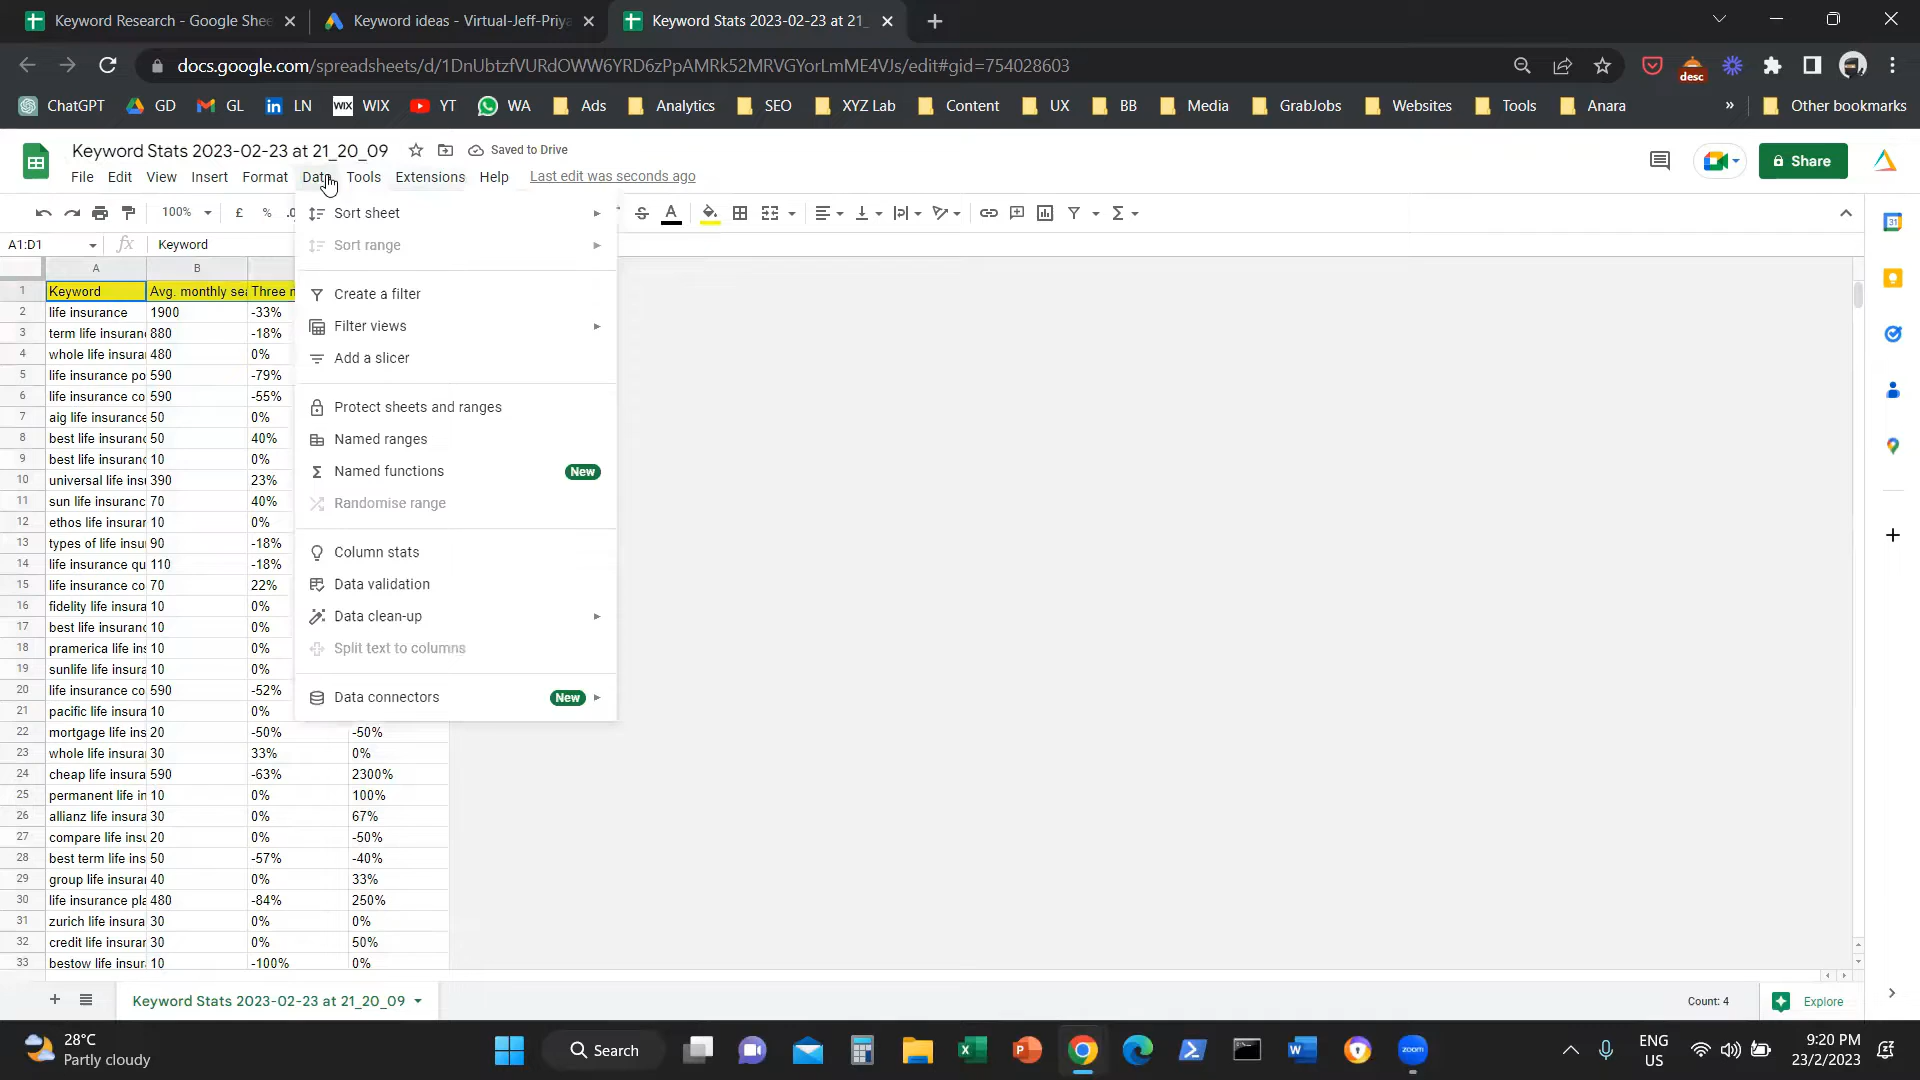 Keyword Research - Google Shee
Keyword ideas - Virtual-Jeff-Priya
Keyword Stats 2023-02-23 at 21_
docs.google.com/spreadsheets/d/1DnUbtzfVURdOWW6YRD6zPpAMRk52MRVGYorLmME4VJs/edit#gid=754028603
desc
ChatGPT GD GL LN WIX WIX YT WA Ads Analytics SEO XYZ Lab Content UX BB Media GrabJobs Websites Tools Anara » Other bookmarks
Keyword Stats 2023-02-23 at 21_20_09 Saved to Drive
Share
File Edit View Insert Format Data Tools Extensions Help Last edit was seconds ago
100% £ % .0
A1:D1 fx Keyword
A B
1 Keyword Avg. monthly sea Three m
2 life insurance 1900 -33%
3 term life insuran 880 -18%
4 whole life insura 480 0%
5 life insurance po 590 -79%
6 life insurance co 590 -55%
7 aig life insurance 50 0%
8 best life insuranc 50 40%
9 best life insuranc 10 0%
10 universal life ins 390 23%
11 sun life insuranc 70 40%
12 ethos life insurar 10 0%
13 types of life insu 90 -18%
14 life insurance qu 110 -18%
15 life insurance co 70 22%
16 fidelity life insura 10 0%
17 best life insuranc 10 0%
18 pramerica life ins 10 0%
19 sunlife life insura 10 0%
20 life insurance co 590 -52%
21 pacific life insura 10 0%
22 mortgage life ins 20 -50% -50%
23 whole life insura 30 33% 0%
24 cheap life insura 590 -63% 2300%
25 permanent life in 10 0% 100%
26 allianz life insura 30 0% 67%
27 compare life insu 20 0% -50%
28 best term life ins 50 -57% -40%
29 group life insura 40 0% 33%
30 life insurance pla 480 -84% 250%
31 zurich life insura 30 0% 0%
32 credit life insurar 30 0% 50%
33 bestow life insur 10 -100% 0%
Sort sheet
Sort range
Create a filter
Filter views
Add a slicer
Protect sheets and ranges
Named ranges
Named functions New
Randomise range
Column stats
Data validation
Data clean-up
Split text to columns
Data connectors New
31
Keyword Stats 2023-02-23 at 21_20_09
Count: 4
Explore
28°C
Partly cloudy
Search
zoom
ENG
US
9:20 PM
23/2/2023